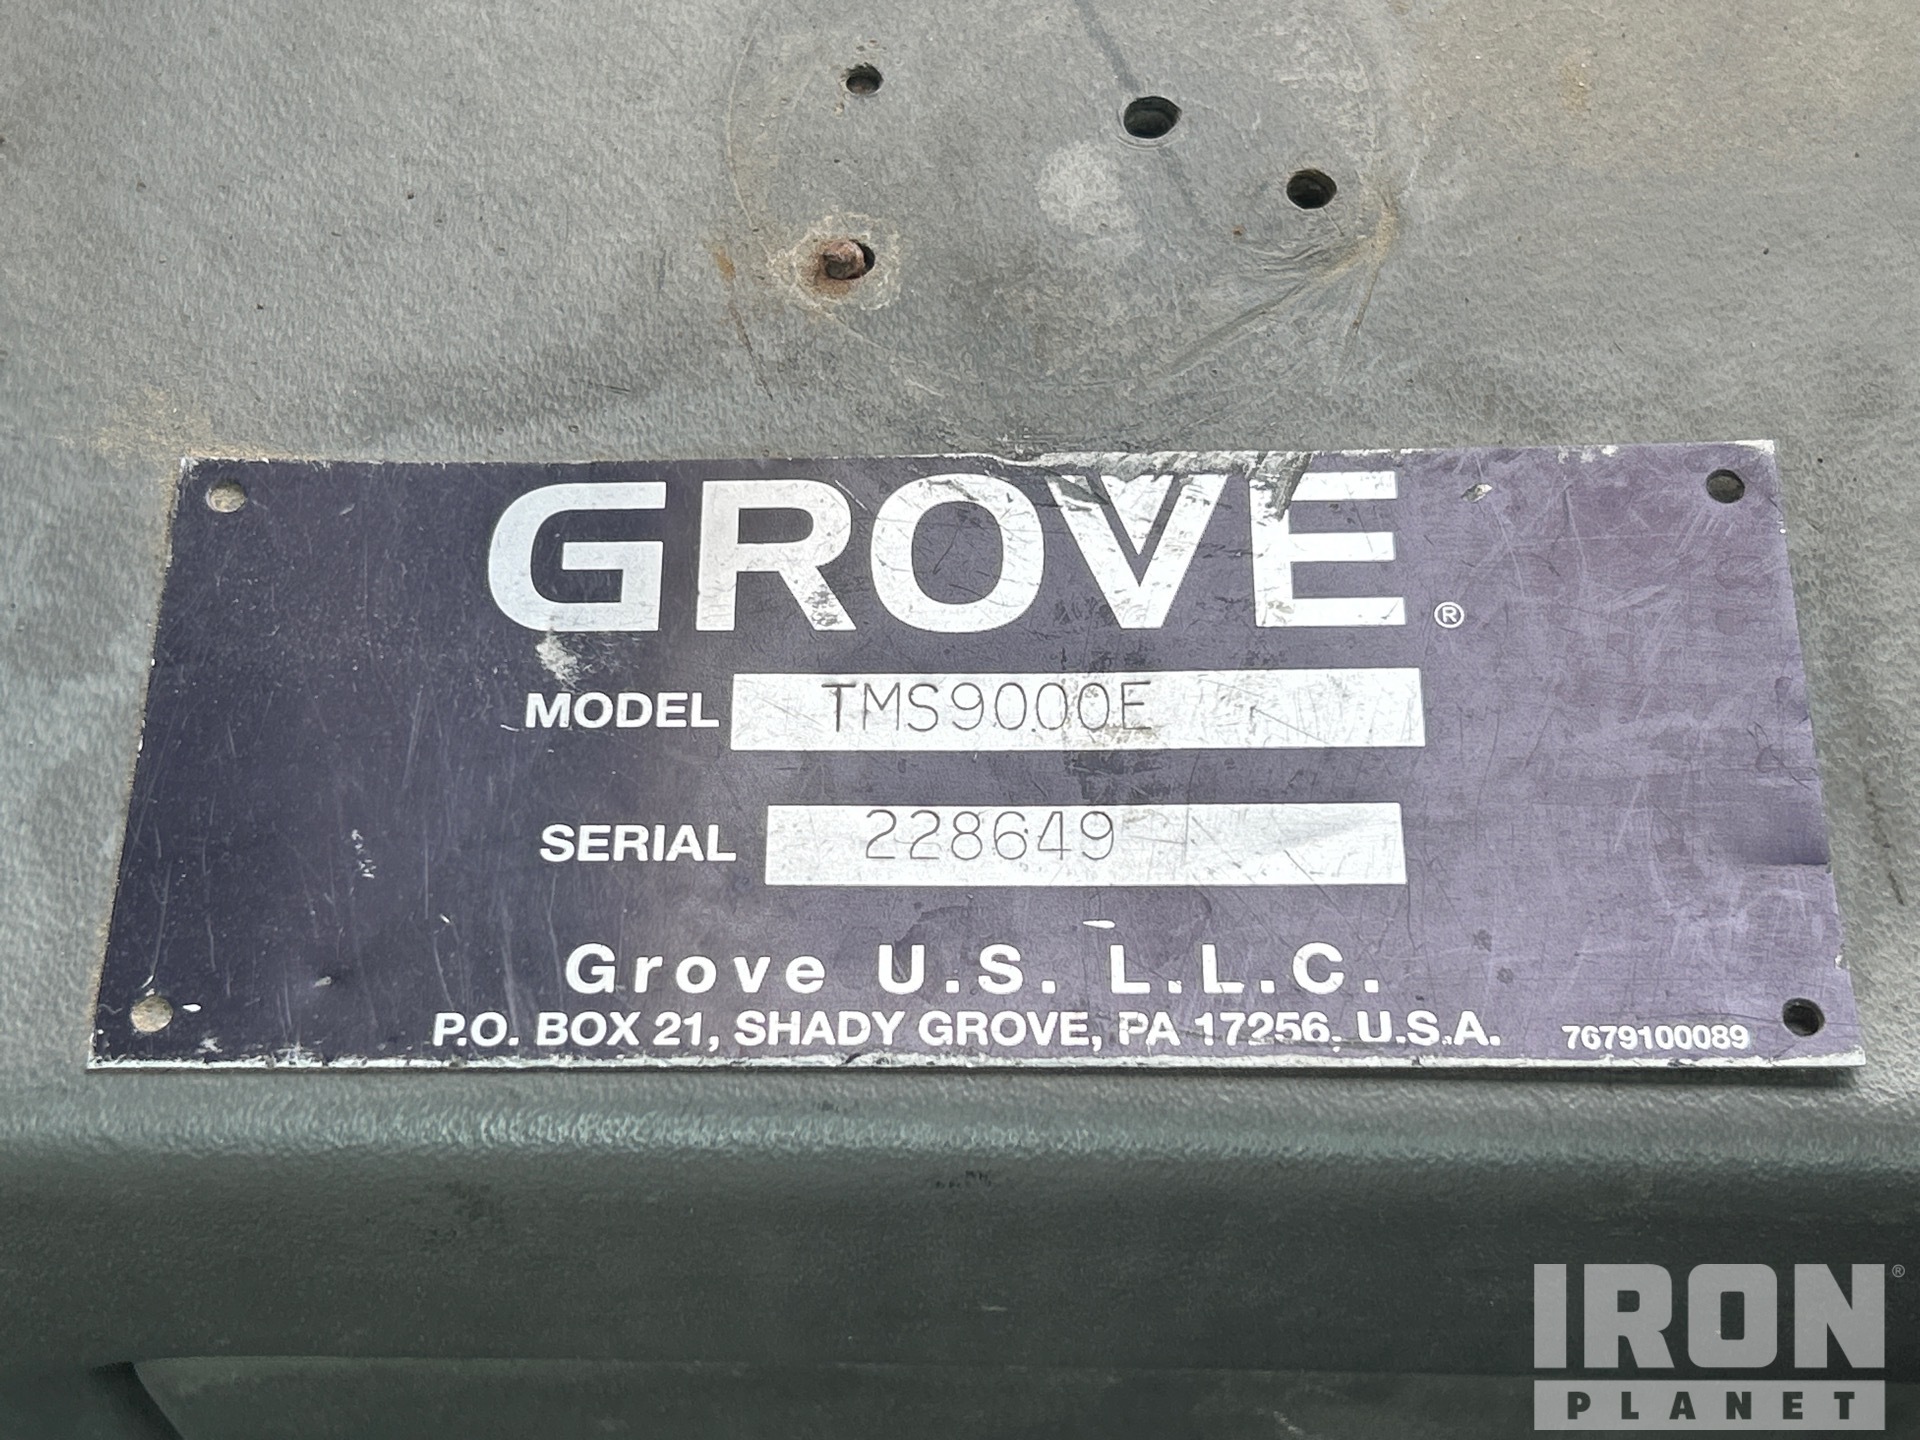 GROVE®
MODEL TMS9000E
SERIAL 228649
Grove U.S. L.L.C.
P.O. BOX 21, SHADY GROVE, PA 17256, U.S.A. 7679100089
IRON®
PLANET